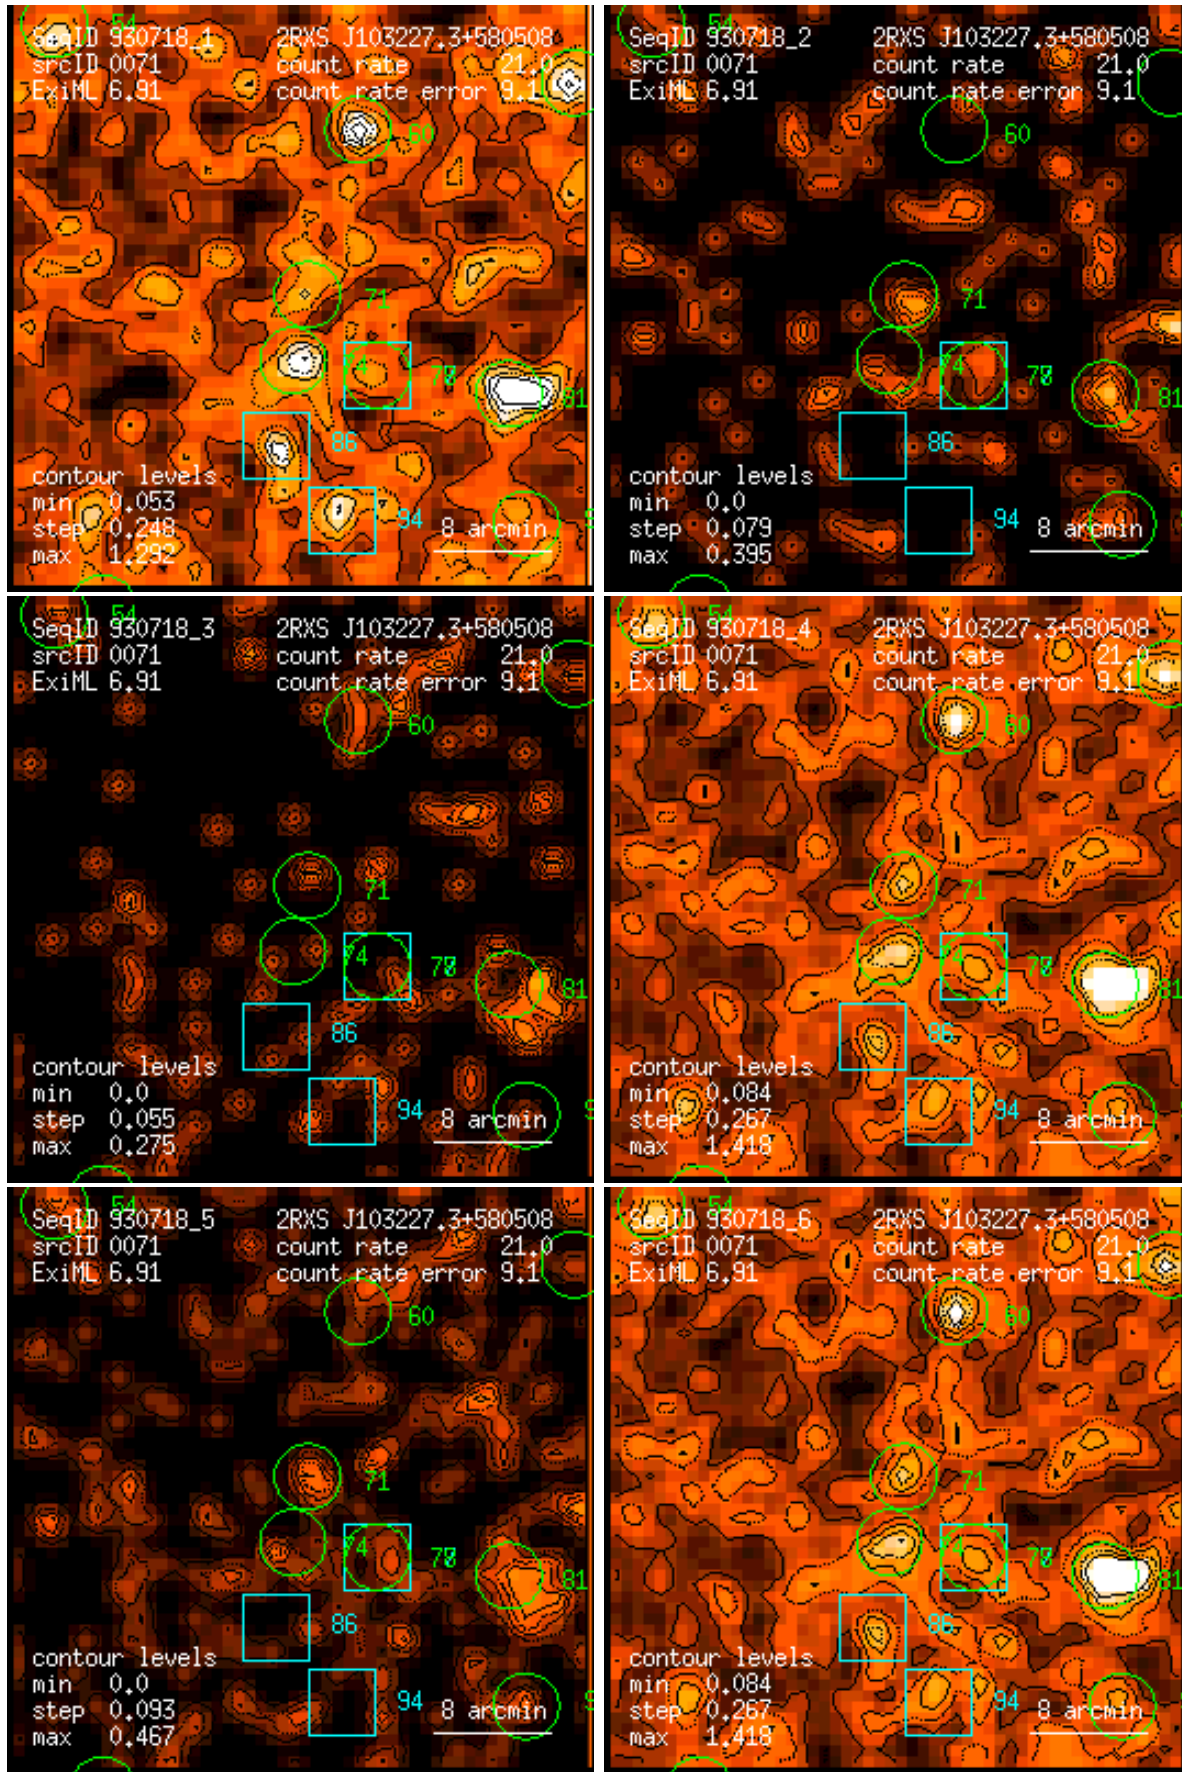 54
SeqID 930718_1 2RXS J103227.3+580508
srcID 0071 count rate 21.0
ExiML 6.91 count rate error 9.1
60
71
74
78
81
86
contour levels
min 0.053
step 0.248
max 1.292
94
8 arcmin
54
SeqID 930718_2 2RXS J103227.3+580508
srcID 0071 count rate 21.0
ExiML 6.91 count rate error 9.1
60
71
74
81
86
contour levels
min 0.0
step 0.079
max 0.395
94
8 arcmin
54
SeqID 930718_3 2RXS J103227.3+580508
srcID 0071 count rate 21.0
ExiML 6.91 count rate error 9.1
60
71
74
81
86
contour levels
min 0.0
step 0.055
max 0.275
94
8 arcmin
54
SeqID 930718_4 2RXS J103227.3+580508
srcID 0071 count rate 21.0
ExiML 6.91 count rate error 9.1
60
71
74
81
86
contour levels
min 0.084
step 0.267
max 1.418
94
8 arcmin
54
SeqID 930718_5 2RXS J103227.3+580508
srcID 0071 count rate 21.0
ExiML 6.91 count rate error 9.1
60
71
74
81
86
contour levels
min 0.0
step 0.093
max 0.467
94
8 arcmin
54
SeqID 930718_6 2RXS J103227.3+580508
srcID 0071 count rate 21.0
ExiML 6.91 count rate error 9.1
60
71
74
81
86
contour levels
min 0.084
step 0.267
max 1.418
94
8 arcmin